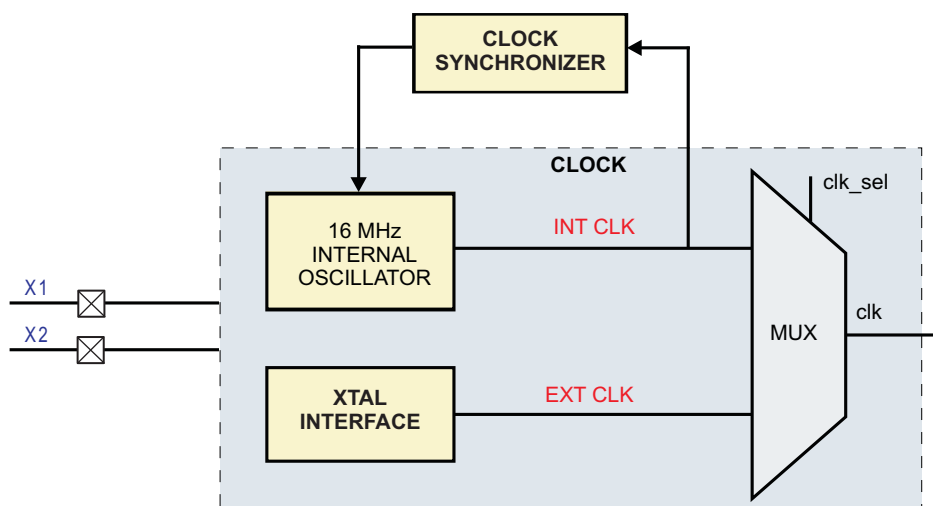 CLOCK
SYNCHRONIZER
CLOCK
clk_sel
16 MHz
INTERNAL
OSCILLATOR
INT CLK
X1
X2
clk
MUX
XTAL
INTERFACE
EXT CLK